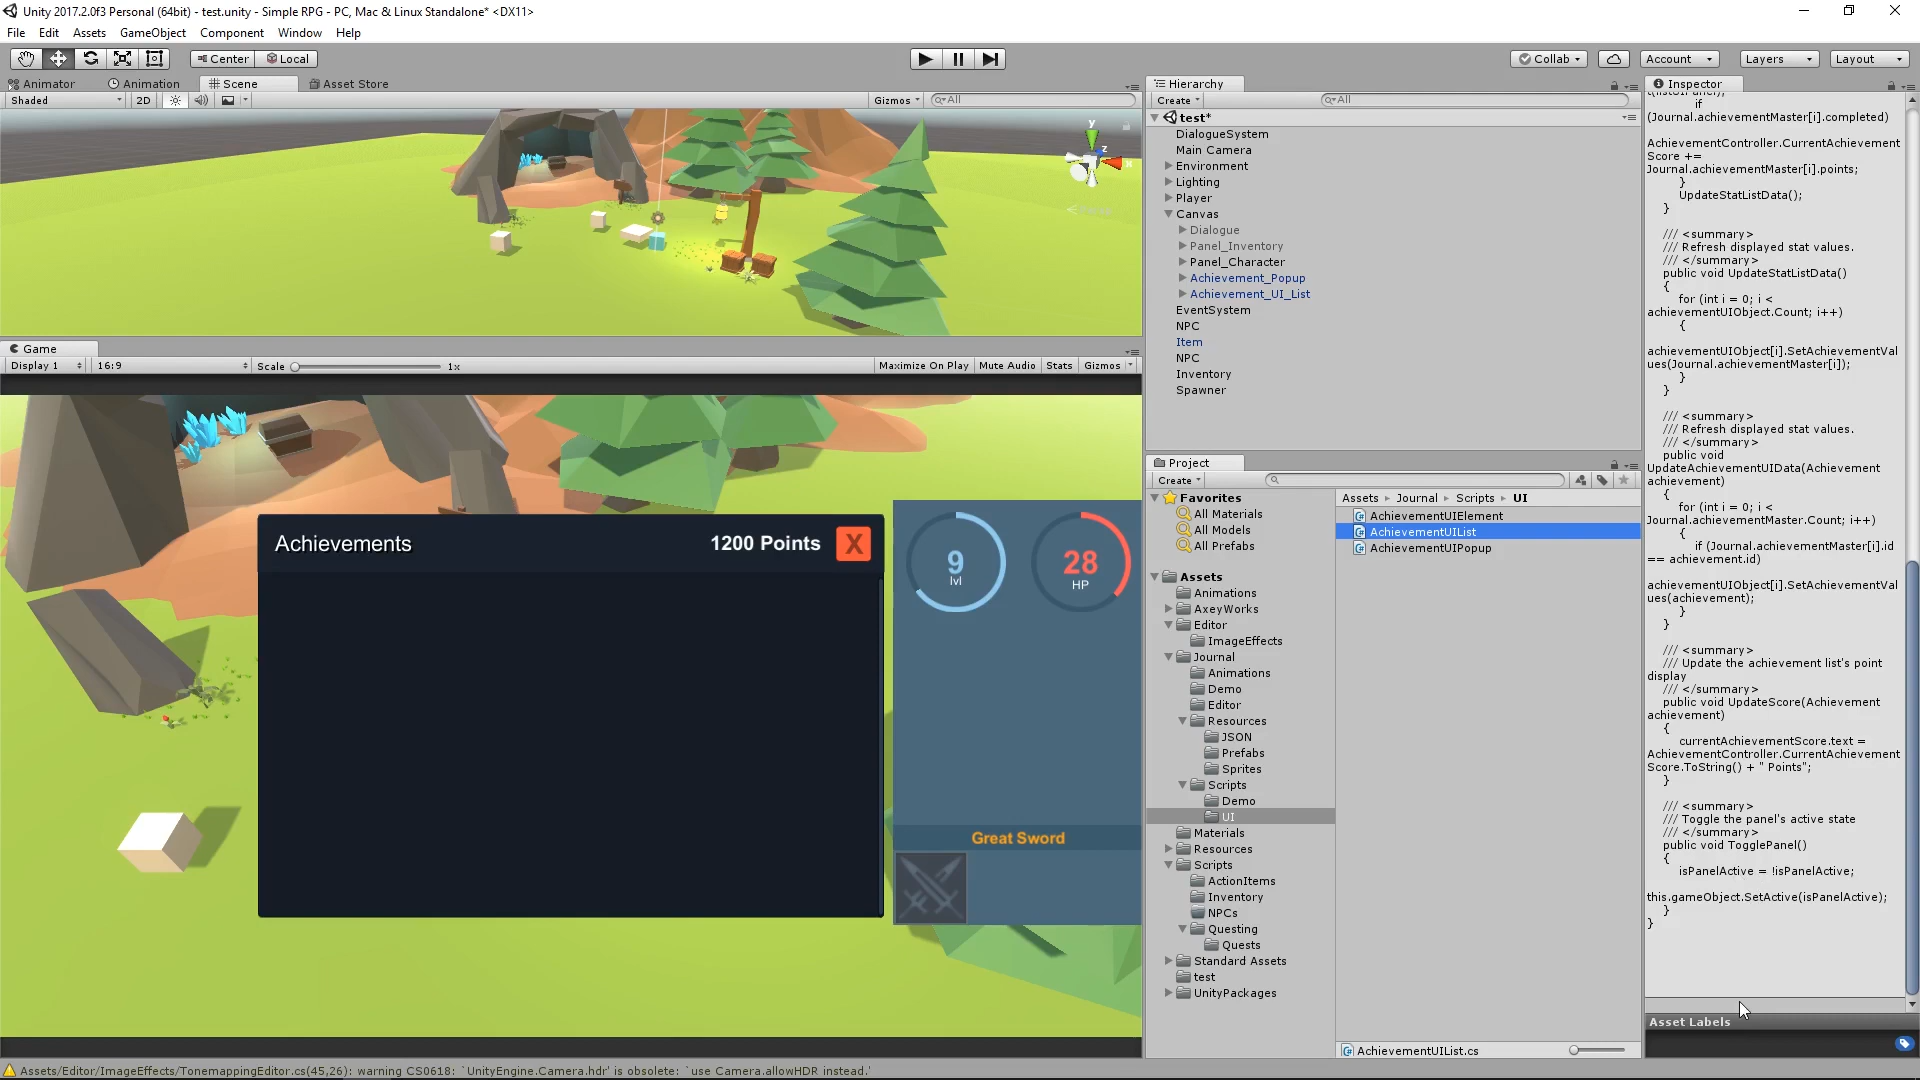 Unity 2017.2.0f3 Personal (64bit) - test.unity - Simple RPG - PC, Mac & Linux Standalone* <DX11>
File Edit Assets GameObject Component Window Help
Center Local
Collab Account Layers Layout
Animator Animation Scene Asset Store
Shaded 2D Gizmos All
y
z
x
Game
Display 1 16:9 Scale 1x Maximize On Play Mute Audio Stats Gizmos
Achievements 1200 Points X
9
lvl
28
HP
Great Sword
Hierarchy
Create All
test*
DialogueSystem
Main Camera
Environment
Lighting
Player
Canvas
Dialogue
Panel_Inventory
Panel_Character
Achievement_Popup
Achievement_UI_List
EventSystem
NPC
Item
NPC
Inventory
Spawner
Project
Create
Favorites
All Materials
All Models
All Prefabs
Assets
Animations
AxeyWorks
Editor
ImageEffects
Journal
Animations
Demo
Editor
Resources
JSON
Prefabs
Sprites
Scripts
Demo
UI
Materials
Resources
Scripts
ActionItems
Inventory
NPCs
Questing
Quests
Standard Assets
test
UnityPackages
Assets Journal Scripts UI
AchievementUIElement
AchievementUIList
AchievementUIPopup
AchievementUIList.cs
Inspector
if
(Journal.achievementMaster[i].completed)
AchievementController.CurrentAchievement
Score +=
Journal.achievementMaster[i].points;
}
UpdateStatListData();
}
/// <summary>
/// Refresh displayed stat values.
/// </summary>
public void UpdateStatListData()
{
for (int i = 0; i <
achievementUIObject.Count; i++)
{
achievementUIObject[i].SetAchievementVal
ues(Journal.achievementMaster[i]);
}
}
/// <summary>
/// Refresh displayed stat values.
/// </summary>
public void
UpdateAchievementUIData(Achievement
achievement)
{
for (int i = 0; i <
Journal.achievementMaster.Count; i++)
{
if (Journal.achievementMaster[i].id
== achievement.id)
achievementUIObject[i].SetAchievementVal
ues(achievement);
}
}
/// <summary>
/// Update the achievement list's point
display
/// </summary>
public void UpdateScore(Achievement
achievement)
{
currentAchievementScore.text =
AchievementController.CurrentAchievement
Score.ToString() + " Points";
}
/// <summary>
/// Toggle the panel's active state
/// </summary>
public void TogglePanel()
{
isPanelActive = !isPanelActive;
this.gameObject.SetActive(isPanelActive);
}
}
Asset Labels
Assets/Editor/ImageEffects/TonemappingEditor.cs(45,26): warning CS0618: `UnityEngine.Camera.hdr' is obsolete: `use Camera.allowHDR instead.'